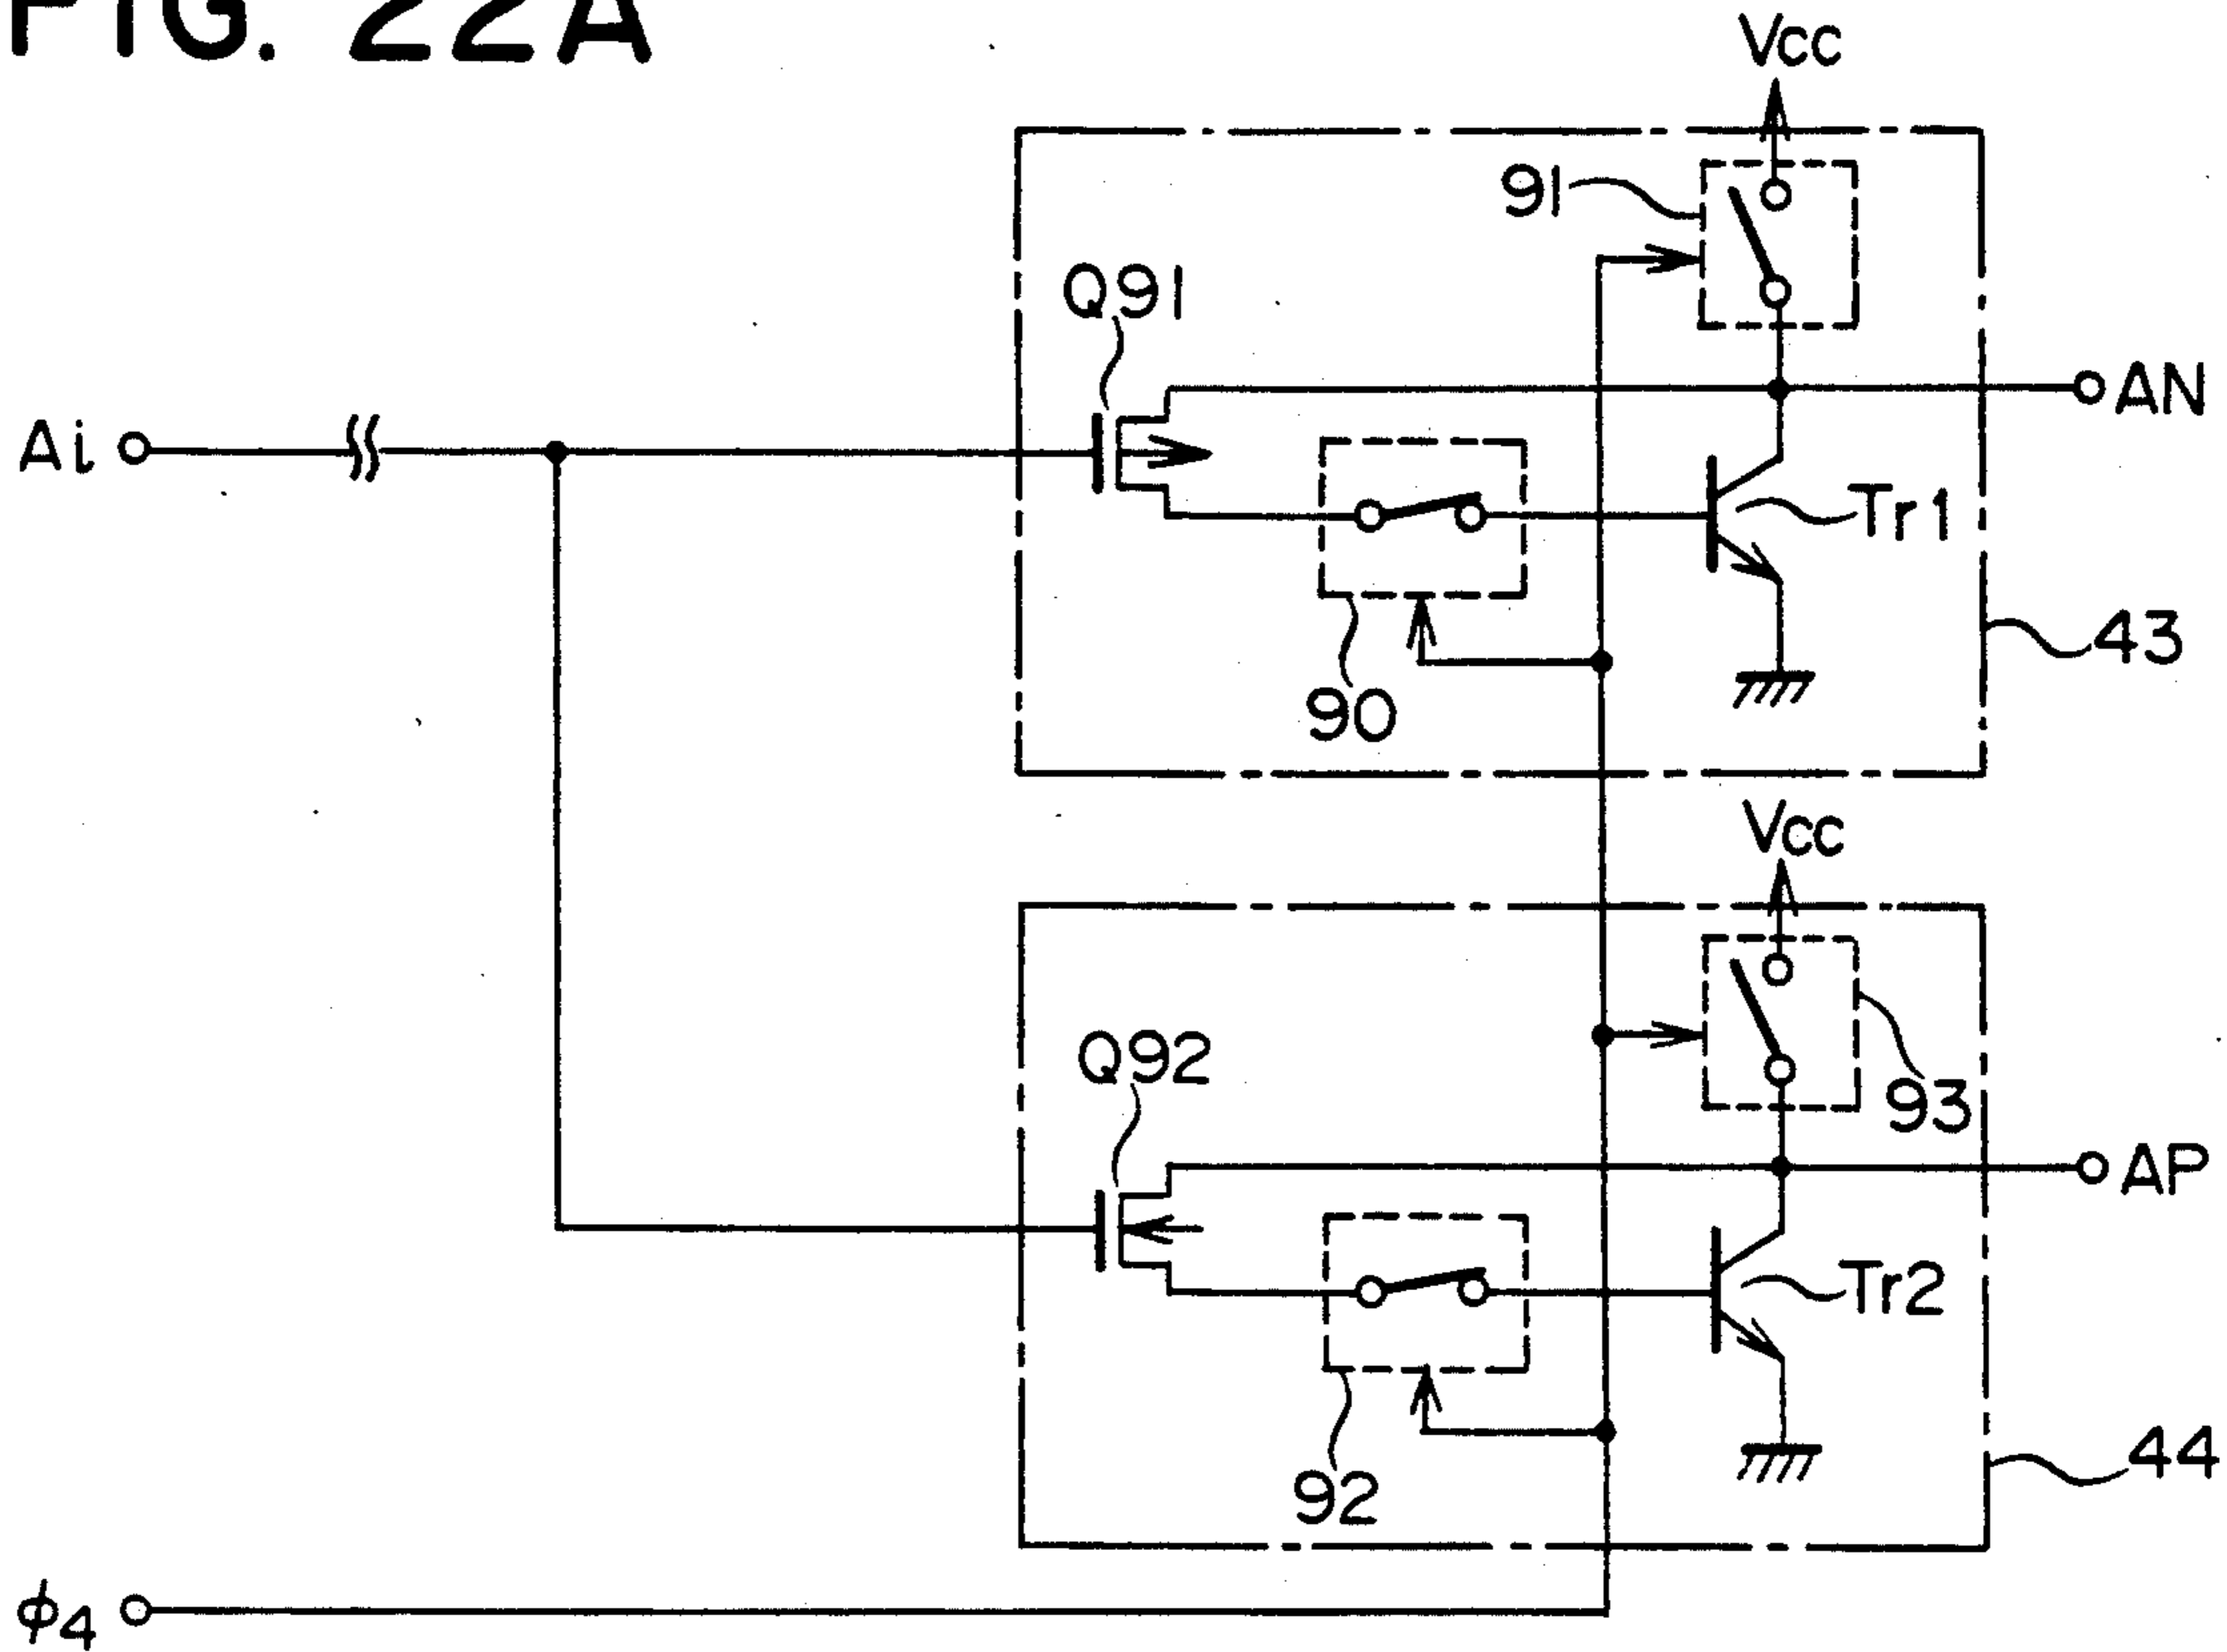 FIG. 22A
Vcc
91
Q91
Ai
AN
Tr1
43
90
Vcc
Q92
93
AP
Tr2
44
92
φ4